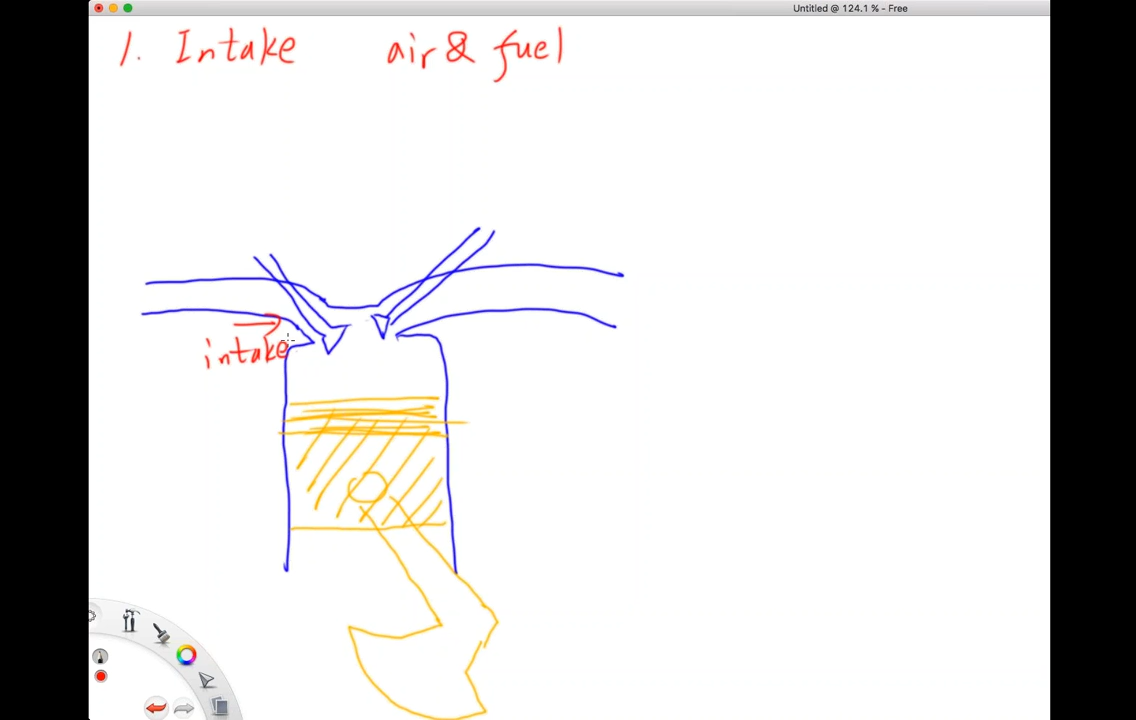 Untitled @ 124.1 % - Free
1. Intake air & fuel
intake